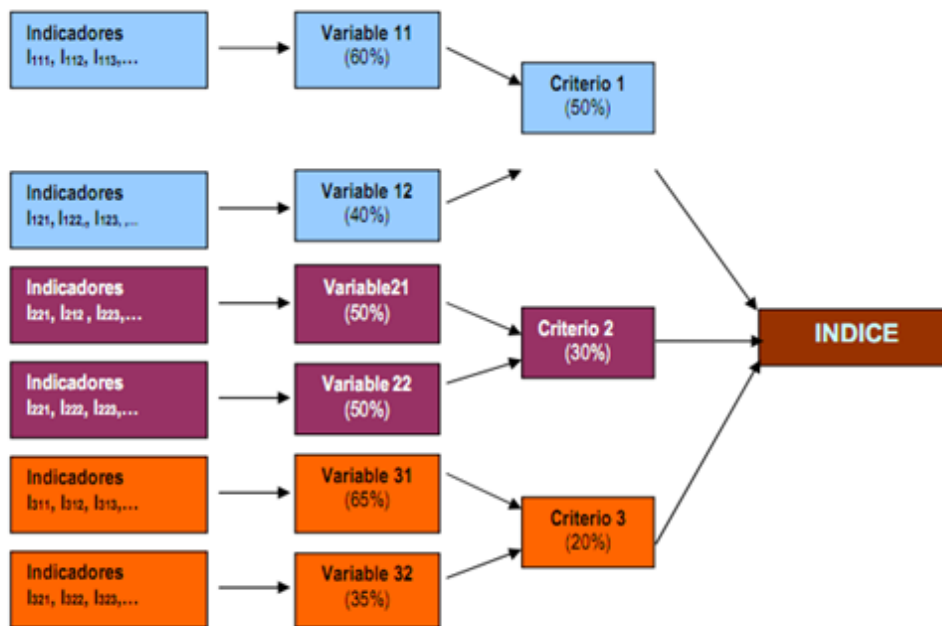 Indicadores
I111, I112, I113,...
Variable 11
(60%)
Criterio 1
(50%)
Indicadores
I121, I122,, I123, ,...
Variable 12
(40%)
Indicadores
I221, I212 , I223,...
Variable21
(50%)
Criterio 2
(30%)
INDICE
Indicadores
I221, I222, I223,...
Variable 22
(50%)
Indicadores
I311, I312, I313,...
Variable 31
(65%)
Criterio 3
(20%)
Indicadores
I321, I322, I323,...
Variable 32
(35%)